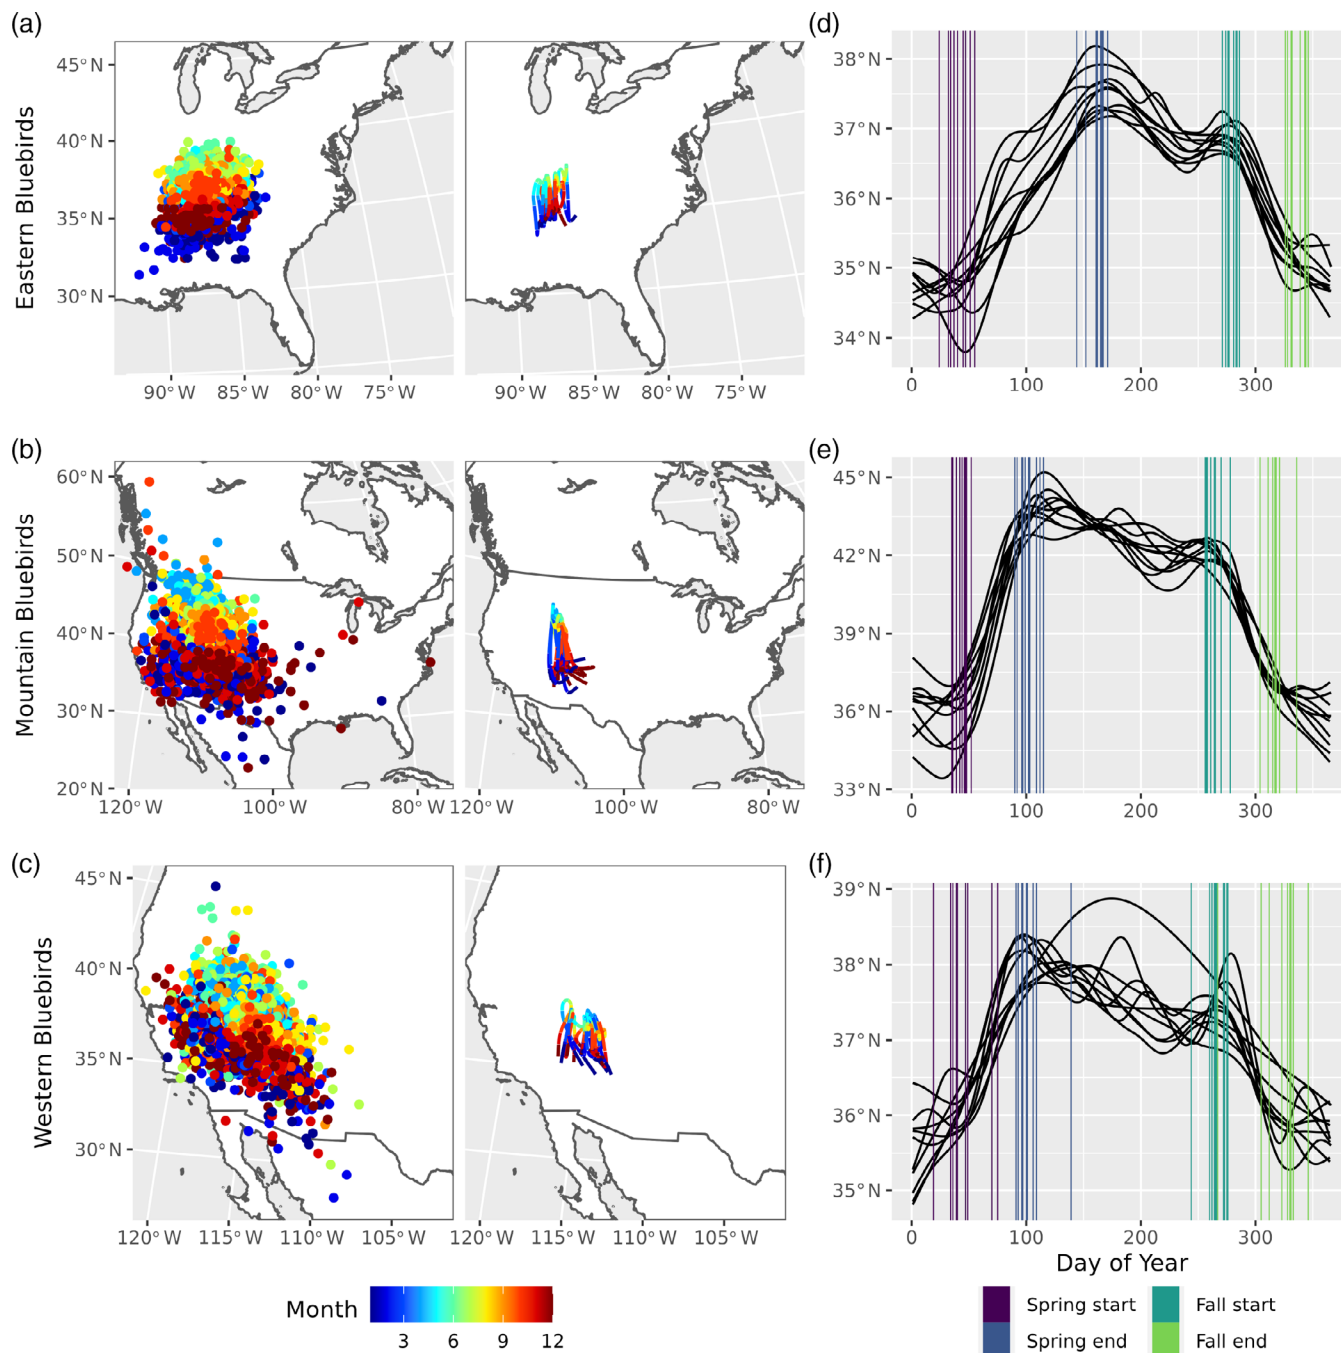 (a)
Eastern Bluebirds
45°N
40°N
35°N
30°N
90°W 85°W 80°W 75°W
90°W 85°W 80°W 75°W
(d)
38°N
37°N
36°N
35°N
34°N
0 100 200 300
(b)
Mountain Bluebirds
60°N
50°N
40°N
30°N
20°N
120°W 100°W 80°W
120°W 100°W 80°W
(e)
45°N
42°N
39°N
36°N
33°N
0 100 200 300
(c)
Western Bluebirds
45°N
40°N
35°N
30°N
120°W 115°W 110°W 105°W
120°W 115°W 110°W 105°W
(f)
39°N
38°N
37°N
36°N
35°N
0 100 200 300
Day of Year
Month
3 6 9 12
Spring start Fall start
Spring end Fall end